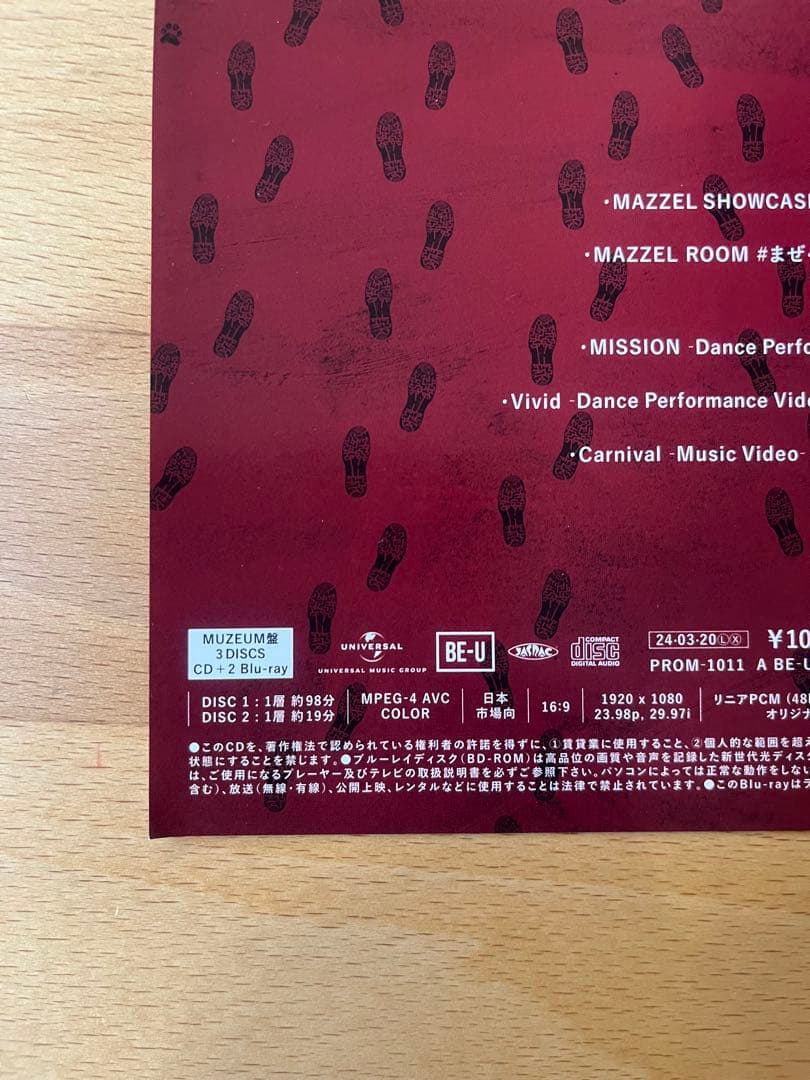 ・MAZZEL SHOWCAS
・MAZZEL ROOM #まぜ
・MISSION -Dance Perfo
・Vivid -Dance Performance Vide
・Carnival -Music Video-
MUZEUM盤
3 DISCS
CD+2 Blu-ray
UNIVERSAL
UNIVERSAL MUSIC GROUP
BE-U
JASRAC
COMPACT
disc
DIGITAL AUDIO
24・03・20ⓁⓍ
¥10
PROM-1011 A BE-U
DISC 1：1層 約98分
DISC 2：1層 約19分
MPEG-4 AVC
COLOR
日本
市場向
16:9
1920 x 1080
23.98p, 29.97i
リニアPCM (48
オリジナ
●このCDを、著作権法で認められている権利者の許諾を得ずに、①賃貸業に使用すること、②個人的な範囲を超え
状態にすることを禁じます。●ブルーレイディスク(BD-ROM)は高品位の画質や音声を記録した新世代光ディス
は、ご使用になるプレーヤー及びテレビの取扱説明書を必ずご参照下さい。パソコンによっては正常な動作をしない
含む)、放送(無線・有線)、公開上映、レンタルなどに使用することは法律で禁止されています。●このBlu-rayはラ